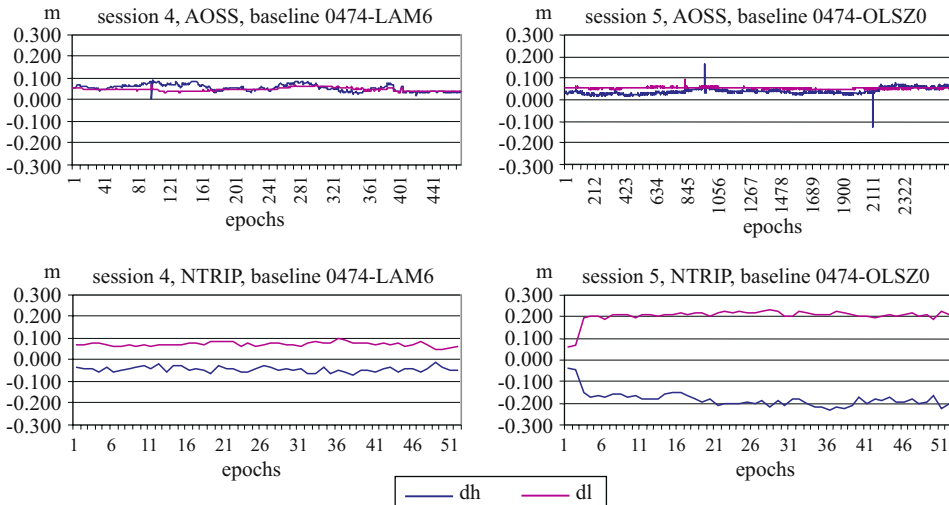 m session 4, AOSS, baseline 0474-LAM6
0.300
0.200
0.100
0.000
-0.100
-0.200
-0.300
1 41 81 121 161 201 241 281 321 361 401 441
epochs
m session 5, AOSS, baseline 0474-OLSZ0
0.300
0.200
0.100
0.000
-0.100
-0.200
-0.300
1 212 423 634 845 1056 1267 1478 1689 1900 2111 2322
epochs
m session 4, NTRIP, baseline 0474-LAM6
0.300
0.200
0.100
0.000
-0.100
-0.200
-0.300
1 6 11 16 21 26 31 36 41 46 51
epochs
m session 5, NTRIP, baseline 0474-OLSZ0
0.300
0.200
0.100
0.000
-0.100
-0.200
-0.300
1 6 11 16 21 26 31 36 41 46 51
epochs
dh dl